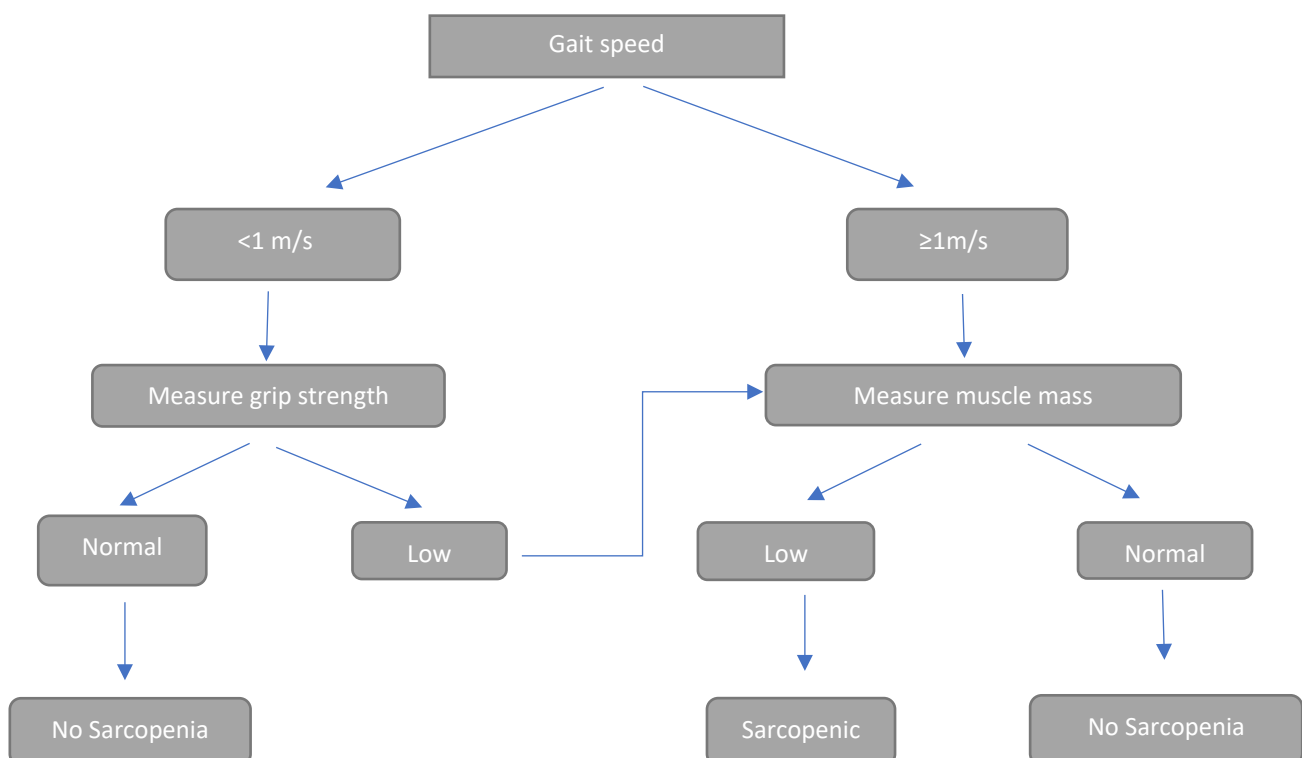 Gait speed
<1 m/s
≥1m/s
Measure grip strength
Measure muscle mass
Normal
Low
Low
Normal
No Sarcopenia
Sarcopenic
No Sarcopenia